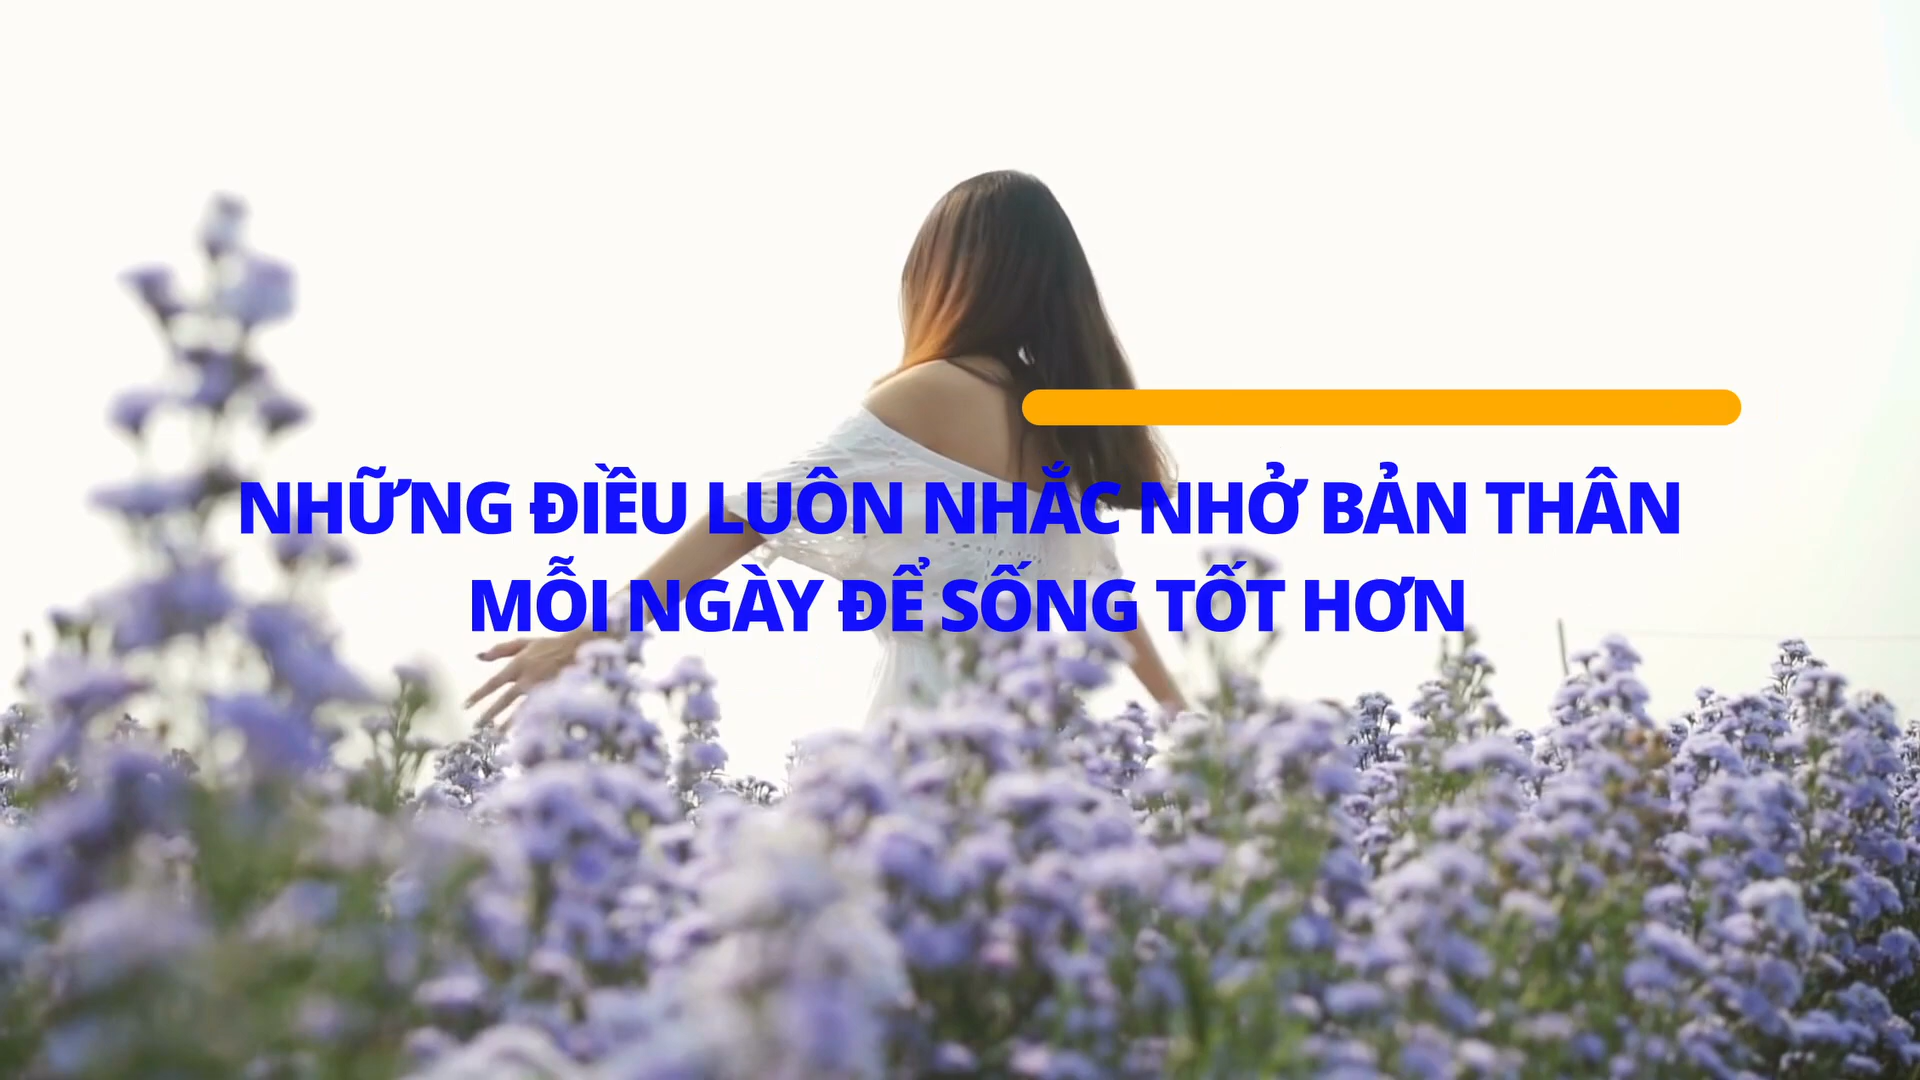 NHỮNG ĐIỀU LUÔN NHẮC NHỞ BẢN THÂN
MỖI NGÀY ĐỂ SỐNG TỐT HƠN